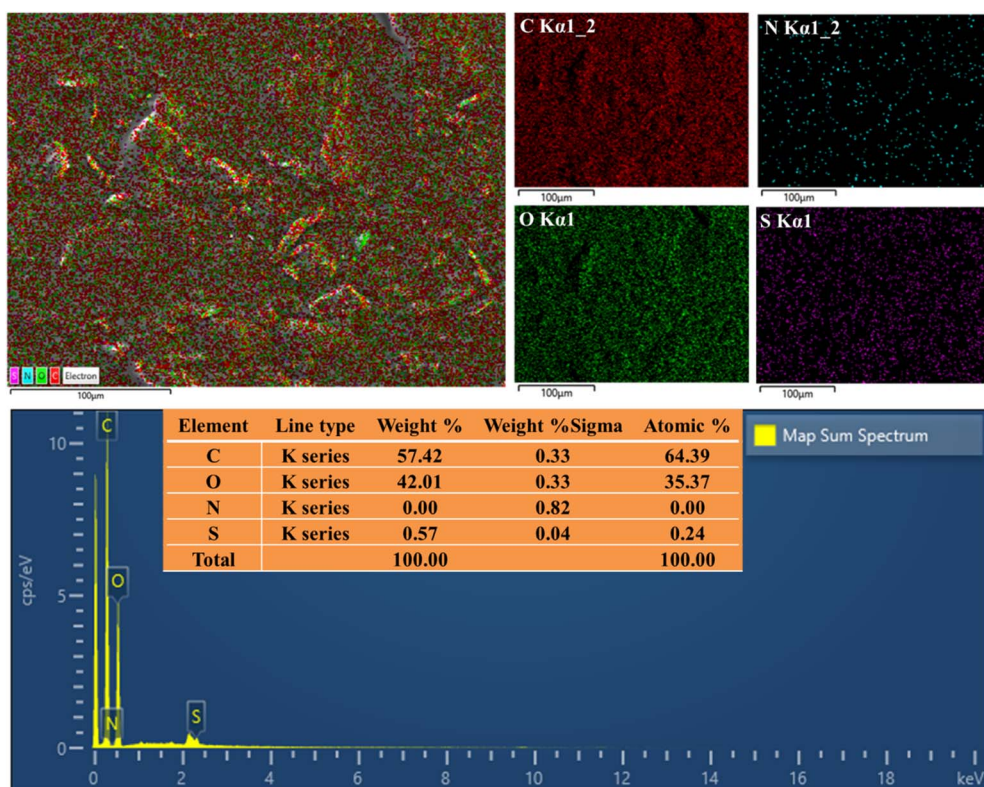 C Kα1_2
N Kα1_2
100μm
100μm
O Kα1
S Kα1
S N O C Electron
100μm
100μm
100μm
Element Line type Weight % Weight %Sigma Atomic %
C K series 57.42 0.33 64.39
O K series 42.01 0.33 35.37
N K series 0.00 0.82 0.00
S K series 0.57 0.04 0.24
Total 100.00 100.00
Map Sum Spectrum
cps/eV
10
5
0
C
O
N
S
0 2 4 6 8 10 12 14 16 18 keV